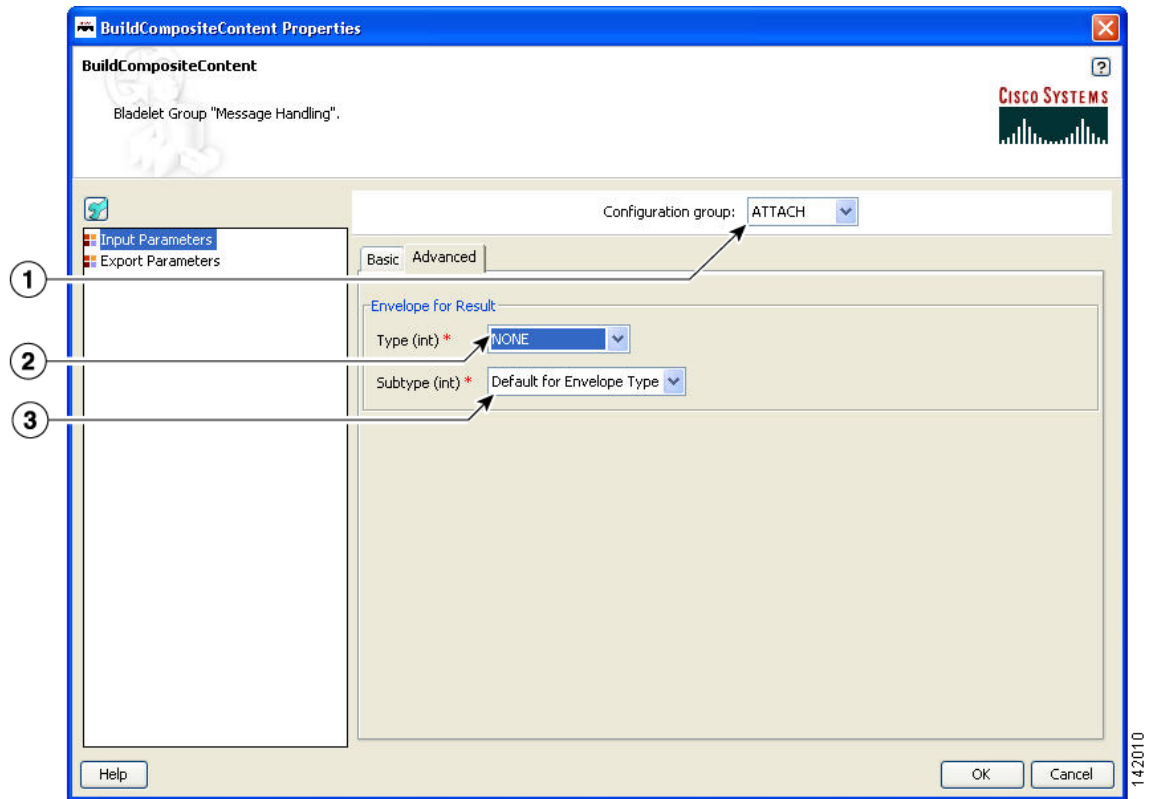 BuildCompositeContent Properties
BuildCompositeContent
Bladelet Group "Message Handling".
?
CISCO SYSTEMS
Configuration group: ATTACH
Input Parameters
Export Parameters
Basic Advanced
1
Envelope for Result
Type (int) * NONE
2
Subtype (int) * Default for Envelope Type
3
Help
OK Cancel
142010